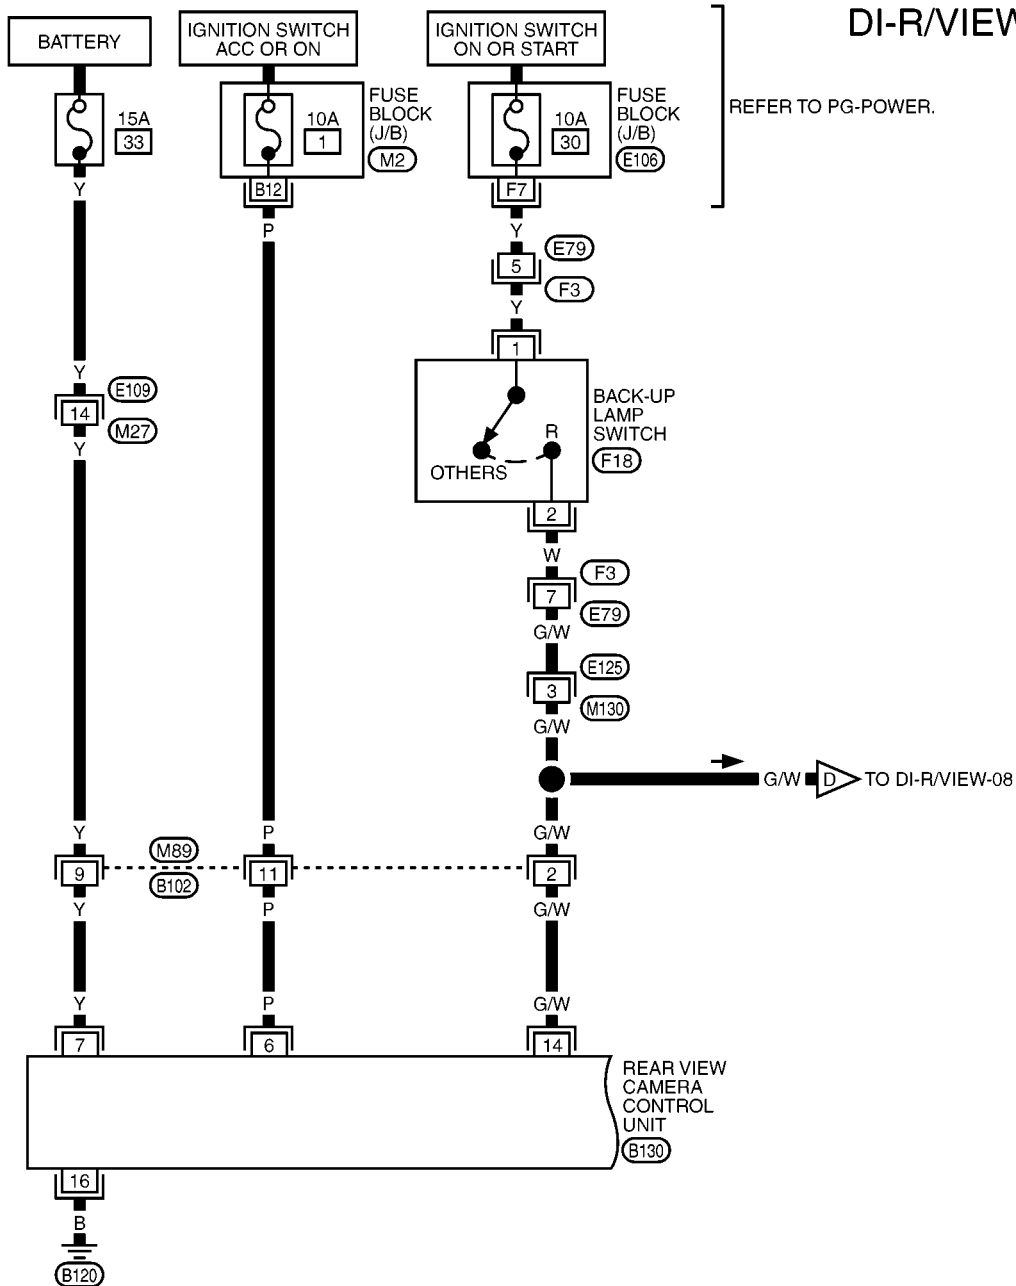 DI-R/VIEW
BATTERY
IGNITION SWITCH
ACC OR ON
IGNITION SWITCH
ON OR START
15A
33
10A
1
FUSE
BLOCK
(J/B)
M2
10A
30
FUSE
BLOCK
(J/B)
E106
REFER TO PG-POWER.
B12
F7
Y
P
Y
E79
5
F3
Y
1
Y
E109
14
M27
Y
BACK-UP
LAMP
SWITCH
F18
R
OTHERS
2
W
F3
7
E79
G/W
E125
3
M130
G/W
G/W
D
TO DI-R/VIEW-08
Y
P
G/W
M89
9
11
2
B102
Y
P
G/W
Y
P
G/W
7
6
14
REAR VIEW
CAMERA
CONTROL
UNIT
B130
16
B
B120